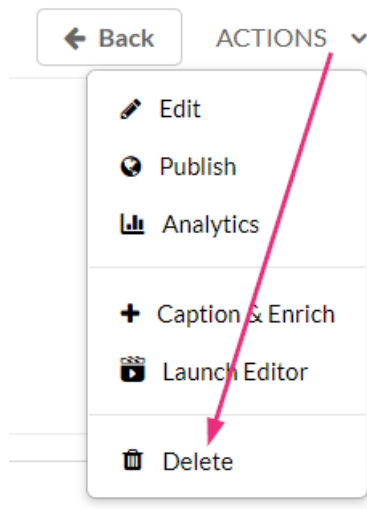 Back ACTIONS
Edit
Publish
Analytics
Caption & Enrich
Launch Editor
Delete